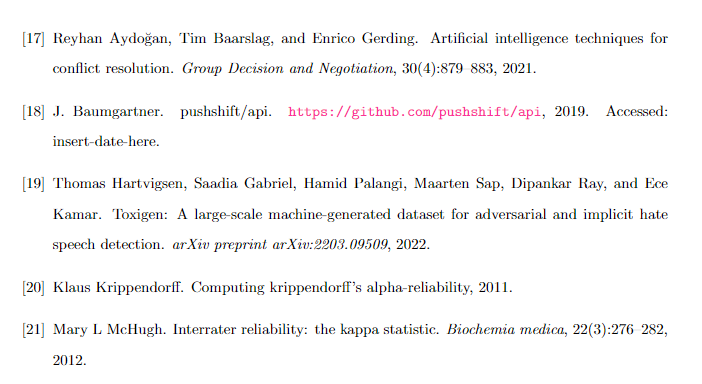 [17] Reyhan Aydoğan, Tim Baarslag, and Enrico Gerding. Artificial intelligence techniques for
conflict resolution. Group Decision and Negotiation, 30(4):879–883, 2021.
[18] J. Baumgartner. pushshift/api. https://github.com/pushshift/api, 2019. Accessed:
insert-date-here.
[19] Thomas Hartvigsen, Saadia Gabriel, Hamid Palangi, Maarten Sap, Dipankar Ray, and Ece
Kamar. Toxigen: A large-scale machine-generated dataset for adversarial and implicit hate
speech detection. arXiv preprint arXiv:2203.09509, 2022.
[20] Klaus Krippendorff. Computing krippendorff's alpha-reliability, 2011.
[21] Mary L McHugh. Interrater reliability: the kappa statistic. Biochemia medica, 22(3):276–282,
2012.